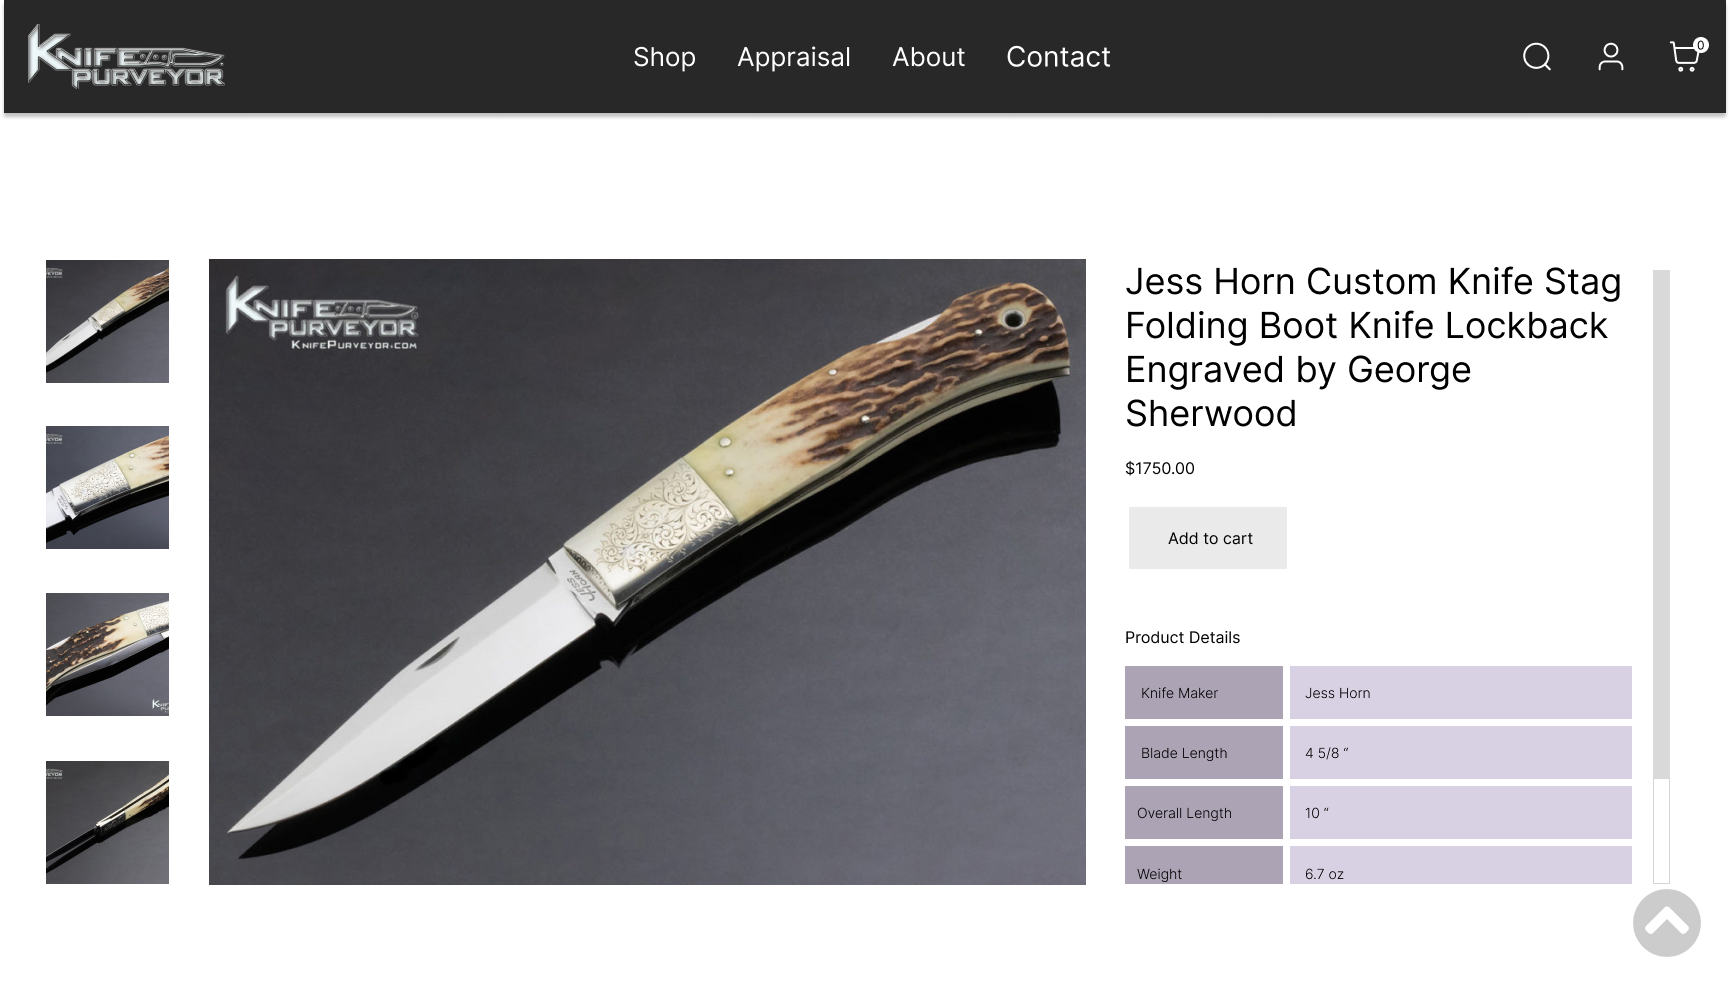 KNIFE
PURVEYOR
Shop
Appraisal
About
Contact
0
KNIFE
PURVEYOR
KNIFEPURVEYOR.COM
JESS
HORN
Jess Horn Custom Knife Stag
Folding Boot Knife Lockback
Engraved by George
Sherwood
$1750.00
Add to cart
Product Details
Knife Maker
Jess Horn
Blade Length
4 5/8 “
Overall Length
10 “
Weight
6.7 oz